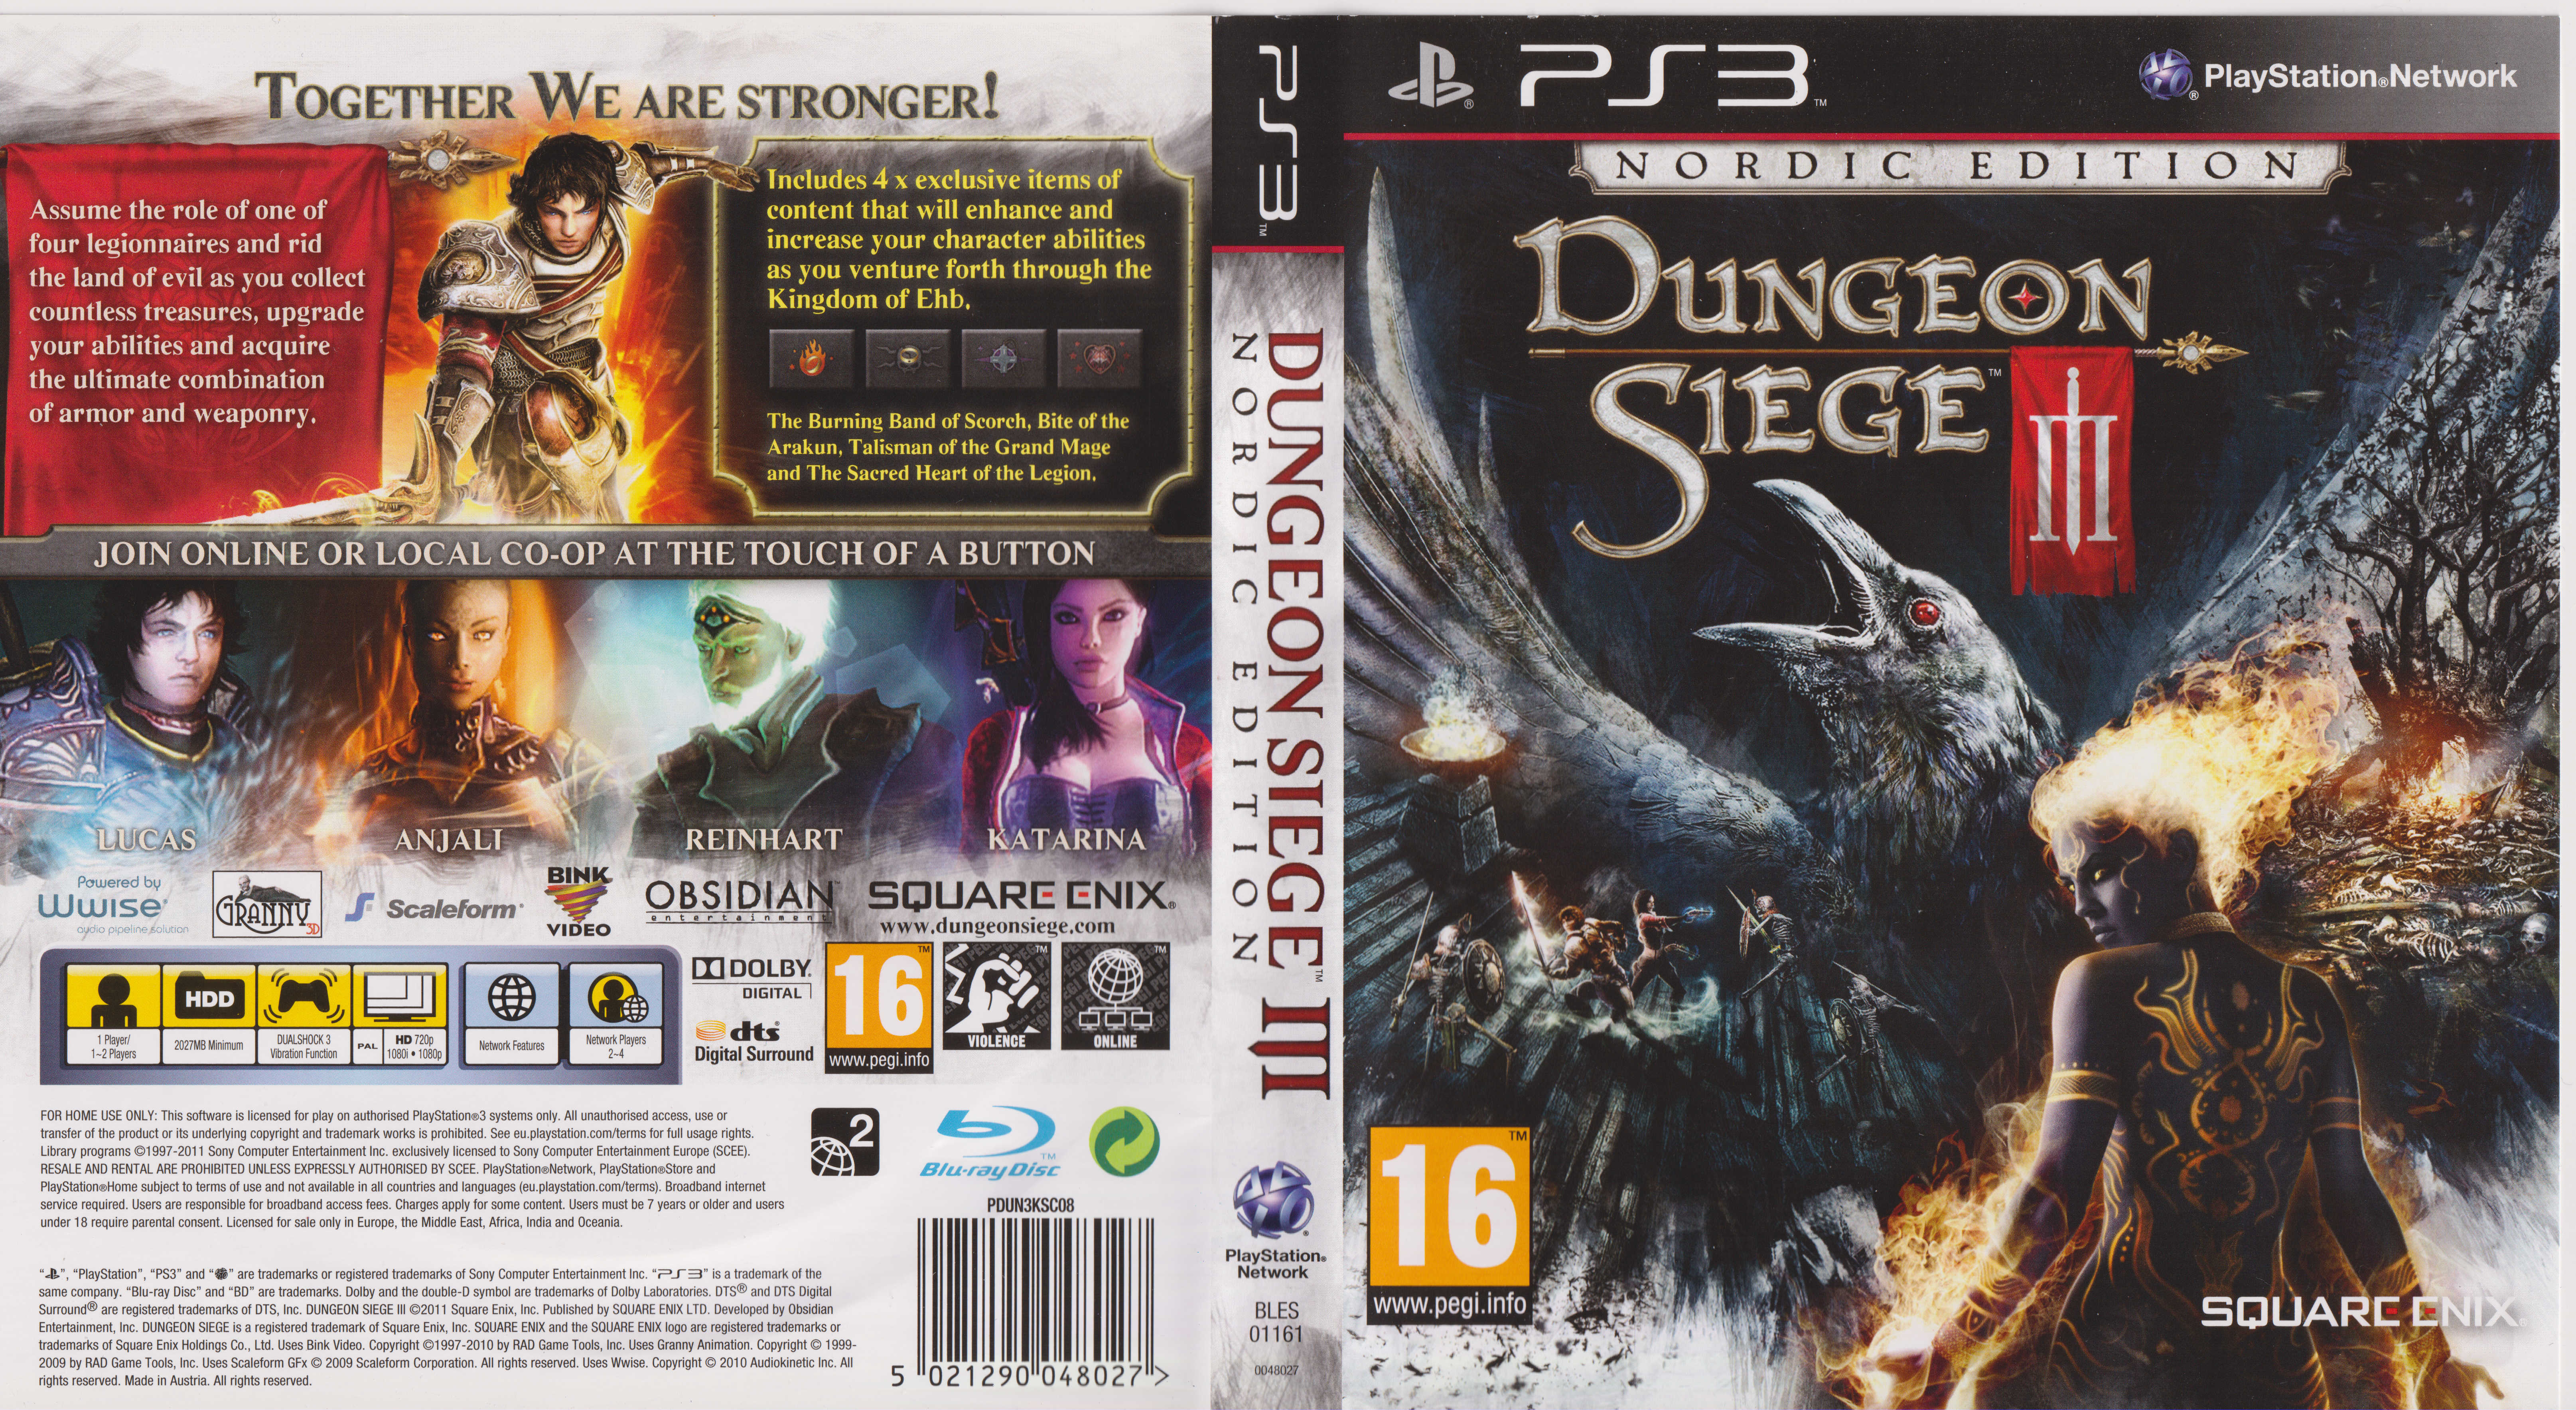 TOGETHER WE ARE STRONGER!
Assume the role of one of
four legionnaires and rid
the land of evil as you collect
countless treasures, upgrade
your abilities and acquire
the ultimate combination
of armor and weaponry.
Includes 4 x exclusive items of
content that will enhance and
increase your character abilities
as you venture forth through the
Kingdom of Ehb.
The Burning Band of Scorch, Bite of the
Arakun, Talisman of the Grand Mage
and The Sacred Heart of the Legion.
JOIN ONLINE OR LOCAL CO-OP AT THE TOUCH OF A BUTTON
LUCAS
ANJALI
REINHART
KATARINA
Powered by
Wwise
audio pipeline solution
GRANNY 3D
Scaleform
BINK
VIDEO
OBSIDIAN
entertainment
SQUARE ENIX®
www.dungeonsiege.com
1 Player/
1~2 Players
HDD
2027MB Minimum
DUALSHOCK 3
Vibration Function
PAL
HD 720p
1080i • 1080p
Network Features
Network Players
2~4
DOLBY
DIGITAL
dts
Digital Surround
16™
www.pegi.info
VIOLENCE
ONLINE
FOR HOME USE ONLY: This software is licensed for play on authorised PlayStation®3 systems only. All unauthorised access, use or
transfer of the product or its underlying copyright and trademark works is prohibited. See eu.playstation.com/terms for full usage rights.
Library programs ©1997-2011 Sony Computer Entertainment Inc. exclusively licensed to Sony Computer Entertainment Europe (SCEE).
RESALE AND RENTAL ARE PROHIBITED UNLESS EXPRESSLY AUTHORISED BY SCEE. PlayStation®Network, PlayStation®Store and
PlayStation®Home subject to terms of use and not available in all countries and languages (eu.playstation.com/terms). Broadband internet
service required. Users are responsible for broadband access fees. Charges apply for some content. Users must be 7 years or older and users
under 18 require parental consent. Licensed for sale only in Europe, the Middle East, Africa, India and Oceania.
2
Blu-ray Disc™
PDUN3KSC08
"", "PlayStation", "PS3" and "" are trademarks or registered trademarks of Sony Computer Entertainment Inc. "PS3" is a trademark of the
same company. "Blu-ray Disc" and "BD" are trademarks. Dolby and the double-D symbol are trademarks of Dolby Laboratories. DTS® and DTS Digital
Surround® are registered trademarks of DTS, Inc. DUNGEON SIEGE III ©2011 Square Enix, Inc. Published by SQUARE ENIX LTD. Developed by Obsidian
Entertainment, Inc. DUNGEON SIEGE is a registered trademark of Square Enix, Inc. SQUARE ENIX and the SQUARE ENIX logo are registered trademarks or
trademarks of Square Enix Holdings Co., Ltd. Uses Bink Video. Copyright ©1997-2010 by RAD Game Tools, Inc. Uses Granny Animation. Copyright © 1999-
2009 by RAD Game Tools, Inc. Uses Scaleform GFx © 2009 Scaleform Corporation. All rights reserved. Uses Wwise. Copyright © 2010 Audiokinetic Inc. All
rights reserved. Made in Austria. All rights reserved.
5 021290 048027 >
PS3™
DUNGEON SIEGE™ III
NORDIC EDITION
PlayStation®
Network
BLES
01161
0048027
PS3™
PlayStation®Network
NORDIC EDITION
DUNGEON
SIEGE™ III
16™
www.pegi.info
SQUARE ENIX®